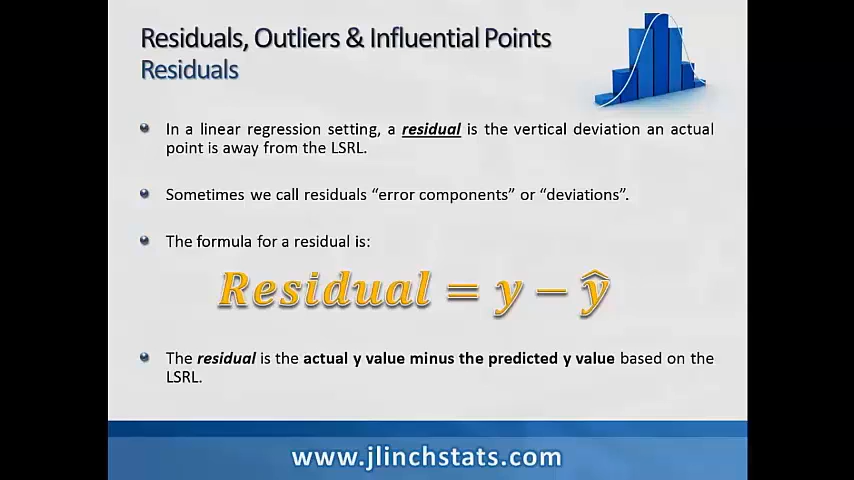 Residuals, Outliers & Influential Points
Residuals
In a linear regression setting, a residual is the vertical deviation an actual
point is away from the LSRL.
Sometimes we call residuals “error components” or “deviations”.
The formula for a residual is:
Residual = y − ŷ
The residual is the actual y value minus the predicted y value based on the
LSRL.
www.jlinchstats.com